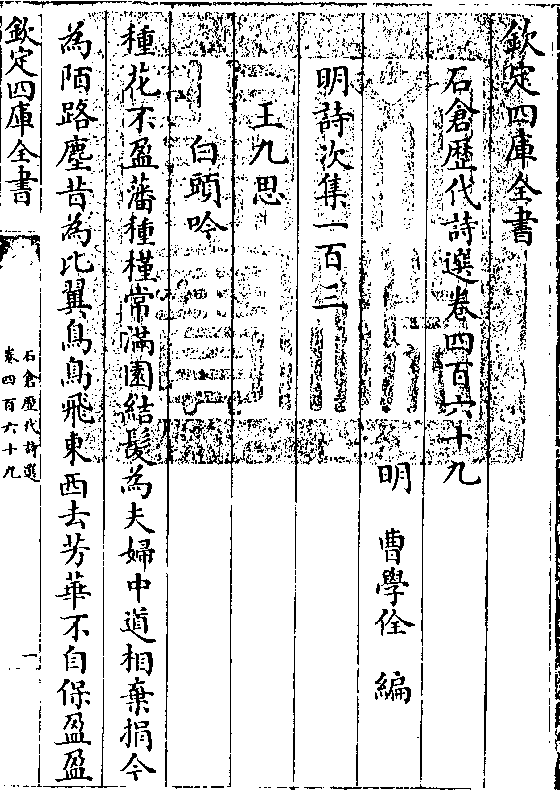 欽定四庫全書
石倉歷代詩選卷四百六十九
明 曹學佺 編
明詩次集一百三
王九思
白頭吟
種花不盈藩種槿常滿園結髮為夫婦中道相棄捐今
為陌路塵昔為比翼鳥鳥飛東西去芳華不自保盈盈
欽定四庫全書
石倉歷代詩選
卷四百六十九
一